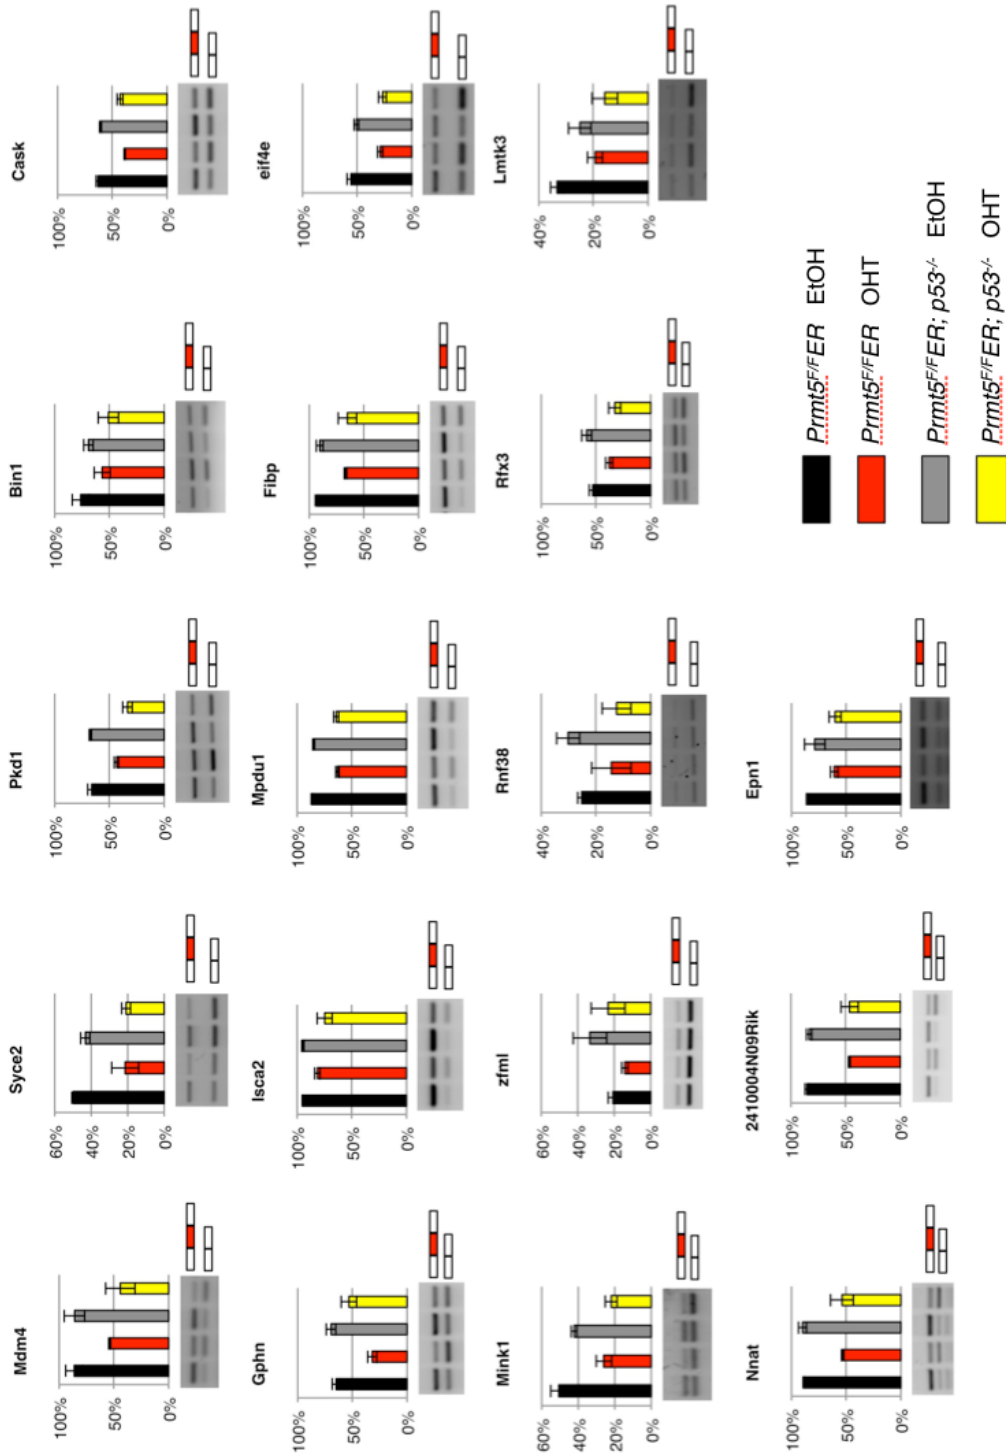 Mdm4
100%
50%
0%
Syce2
60%
40%
20%
0%
Pkd1
100%
50%
0%
Bin1
100%
50%
0%
Cask
100%
50%
0%
Gphn
100%
50%
0%
Isca2
100%
50%
0%
Mpdu1
100%
50%
0%
Fibp
100%
50%
0%
eif4e
100%
50%
0%
Mink1
60%
40%
20%
0%
zfml
60%
40%
20%
0%
Rnf38
40%
20%
0%
Rfx3
100%
50%
0%
Lmtk3
40%
20%
0%
Nnat
100%
50%
0%
2410004N09Rik
100%
50%
0%
Epn1
100%
50%
0%
Prmt5F/FER EtOH
Prmt5F/FER OHT
Prmt5F/FER; p53-/- EtOH
Prmt5F/FER; p53-/- OHT